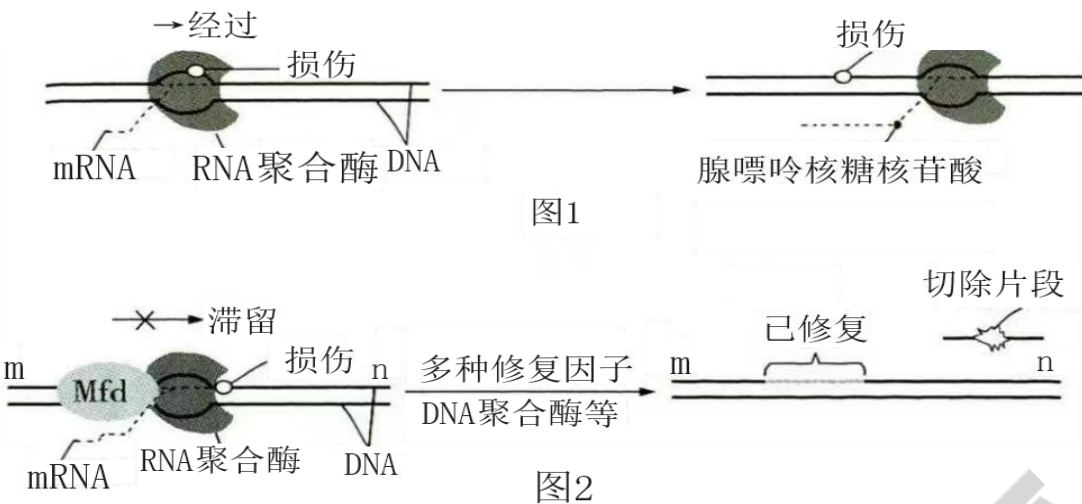 →经过
损伤
mRNA
RNA聚合酶
DNA
损伤
腺嘌呤核糖核苷酸
图1
滞留
m
Mfd
损伤
n
mRNA
RNA聚合酶
DNA
多种修复因子
DNA聚合酶等
m
已修复
切除片段
n
图2